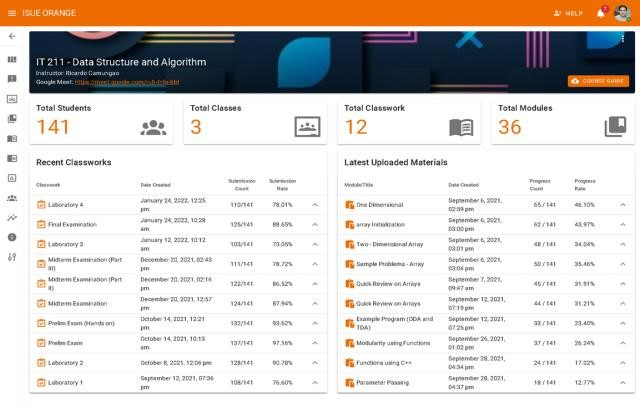 ISUE ORANGE
HELP
7
IT 211 - Data Structure and Algorithm
Instructor: Ricardo Camungao
Google Meet:
COURSE GUIDE
Total Students
141
Total Classes
3
Total Classwork
12
Total Modules
36
Recent Classworks
Classwork Date Created Submission Count Submission Rate
Laboratory 4 January 24, 2022, 12:25 pm 110/141 78.01%
Final Examination January 24, 2022, 10:28 am 125/141 88.65%
Laboratory 3 January 12, 2022, 10:12 am 103/141 73.05%
Midterm Examination (Part III) December 20, 2021, 02:43 pm 111/141 78.72%
Midterm Examination (Part II) December 20, 2021, 02:16 pm 122/141 86.52%
Midterm Examination December 20, 2021, 12:57 pm 124/141 87.94%
Prelim Exam (Hands on) October 14, 2021, 12:21 pm 132/141 93.62%
Prelim Exam October 14, 2021, 10:13 am 137/141 97.16%
Laboratory 2 October 8, 2021, 12:06 pm 128/141 90.78%
Laboratory 1 September 12, 2021, 07:36 pm 108/141 76.60%
Latest Uploaded Materials
Module/Title Date Created Progress Count Progress Rate
One Dimensional September 6, 2021, 02:59 pm 65 / 141 46.10%
array Initialization September 6, 2021, 03:00 pm 62 / 141 43.97%
Two - Dimensional Array September 6, 2021, 03:01 pm 48 / 141 34.04%
Sample Problems - Array September 6, 2021, 03:04 pm 50 / 141 35.46%
Quick Review on Arrays September 7, 2021, 09:47 am 45 / 141 31.91%
Quick Review on Arrays September 12, 2021, 07:19 pm 44 / 141 31.21%
Example Program (ODA and TDA) September 12, 2021, 07:25 pm 33 / 141 23.40%
Modularity using Functions September 26, 2021, 01:02 pm 37 / 141 26.24%
Functions using C++ September 28, 2021, 04:34 pm 24 / 141 17.02%
Parameter Passing September 28, 2021, 04:37 pm 18 / 141 12.77%